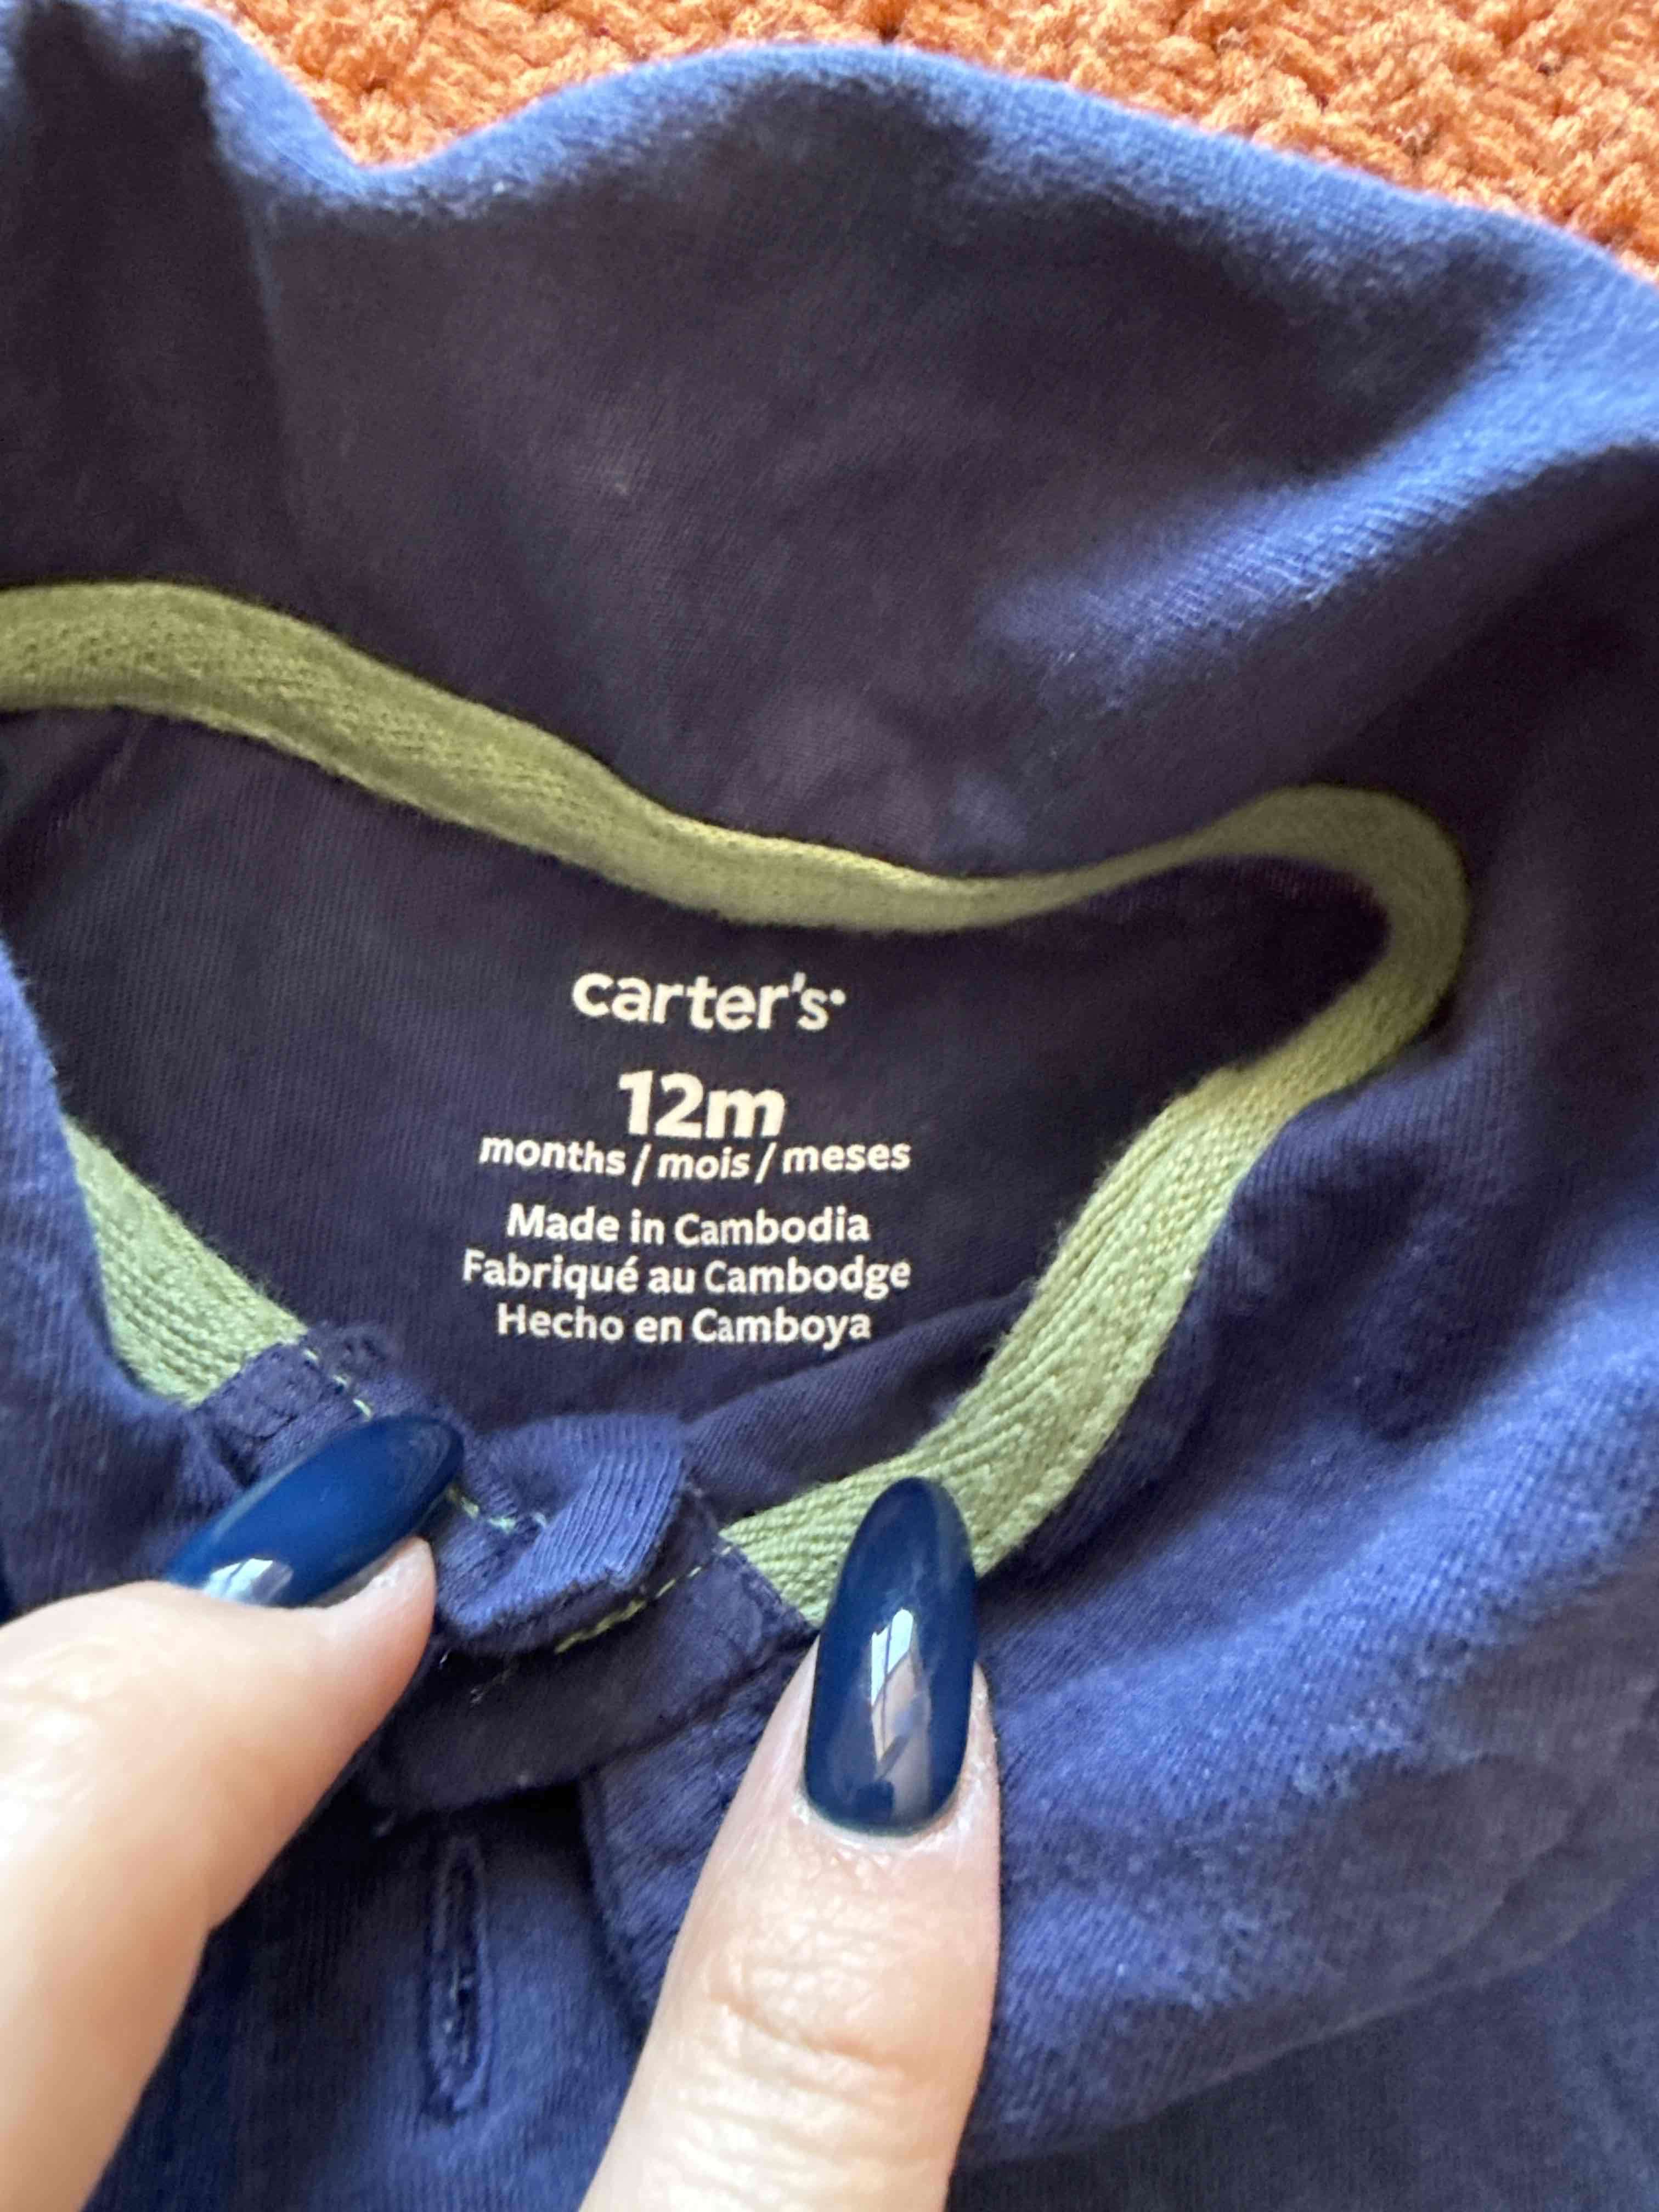 carter's
12m
months / mois / meses
Made in Cambodia
Fabriqué au Cambodge
Hecho en Camboya